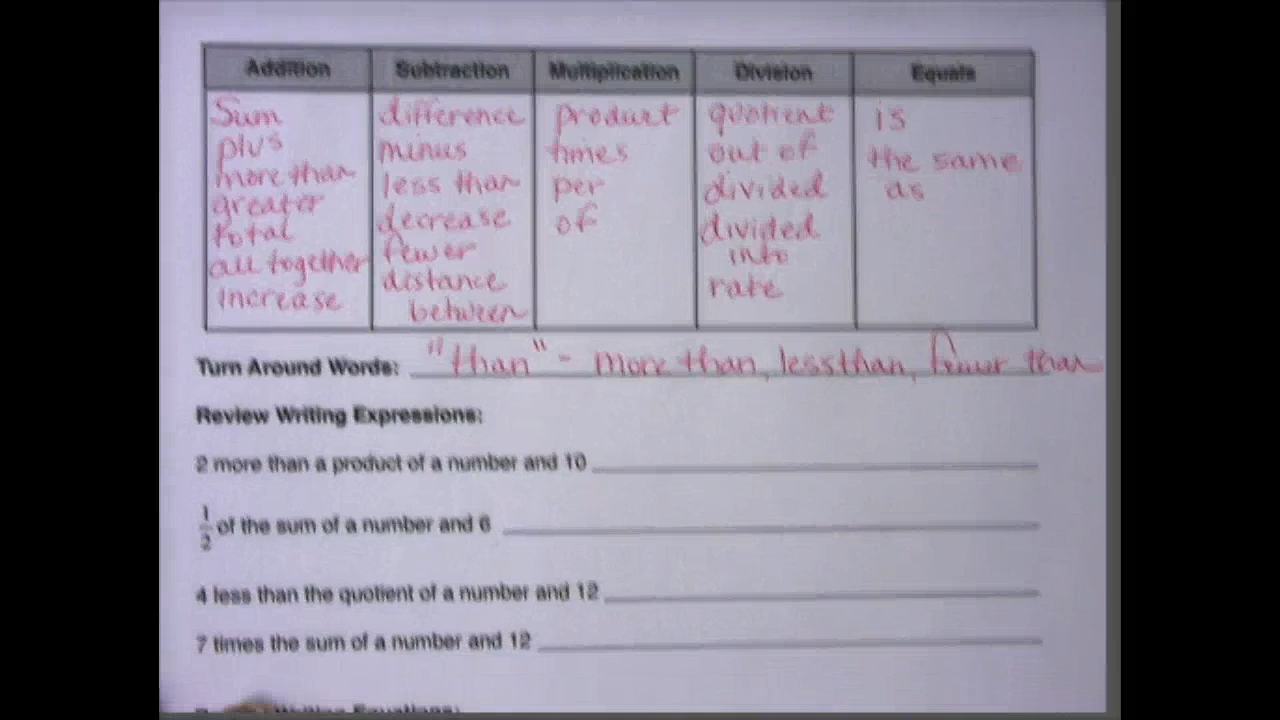 Addition Subtraction Multiplication Division Equals
Sum
plus
more than
greater
total
all together
increase
difference
minus
less than
decrease
fewer
distance
between
product
times
per
of
quotient
out of
divided
divided
into
rate
is
the same
as
Turn Around Words: "than" - more than, less than, fewer than
Review Writing Expressions:
2 more than a product of a number and 10
1/2 of the sum of a number and 6
4 less than the quotient of a number and 12
7 times the sum of a number and 12
Writing Equations: